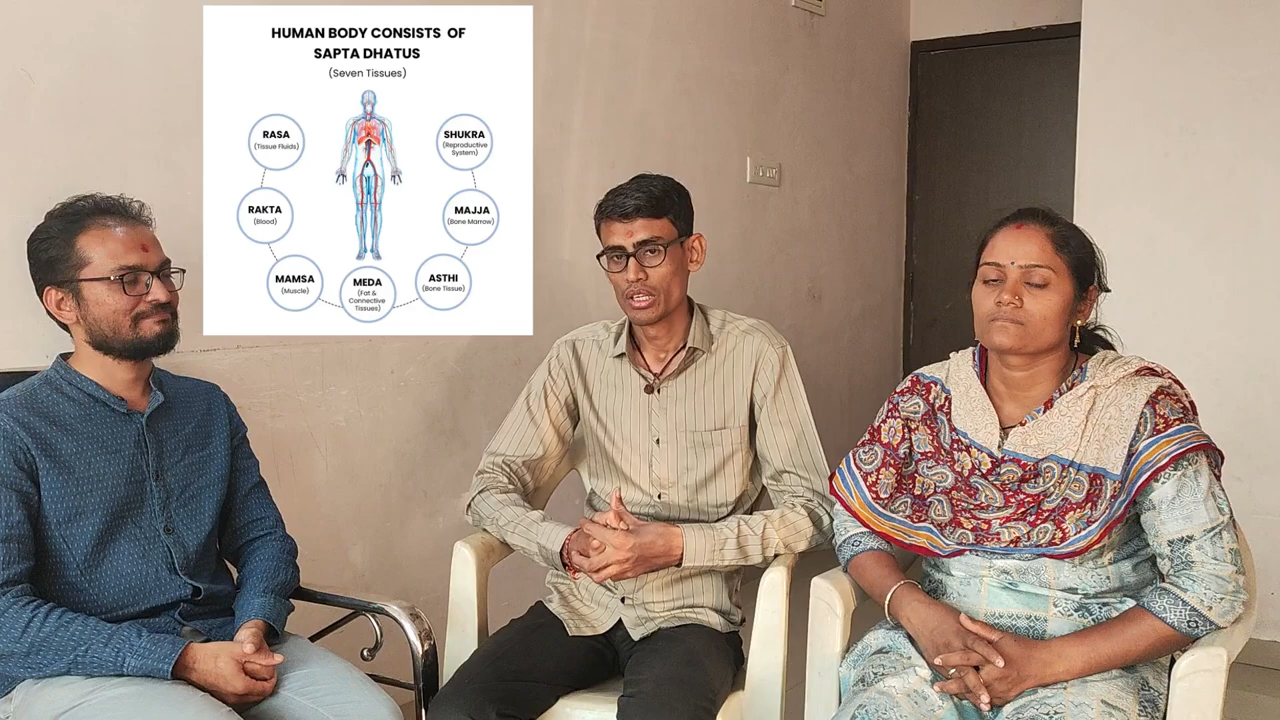 HUMAN BODY CONSISTS OF
SAPTA DHATUS
(Seven Tissues)
RASA
(Tissue Fluids)
RAKTA
(Blood)
MAMSA
(Muscle)
MEDA
(Fat &
Connective
Tissues)
ASTHI
(Bone Tissue)
MAJJA
(Bone Marrow)
SHUKRA
(Reproductive
System)